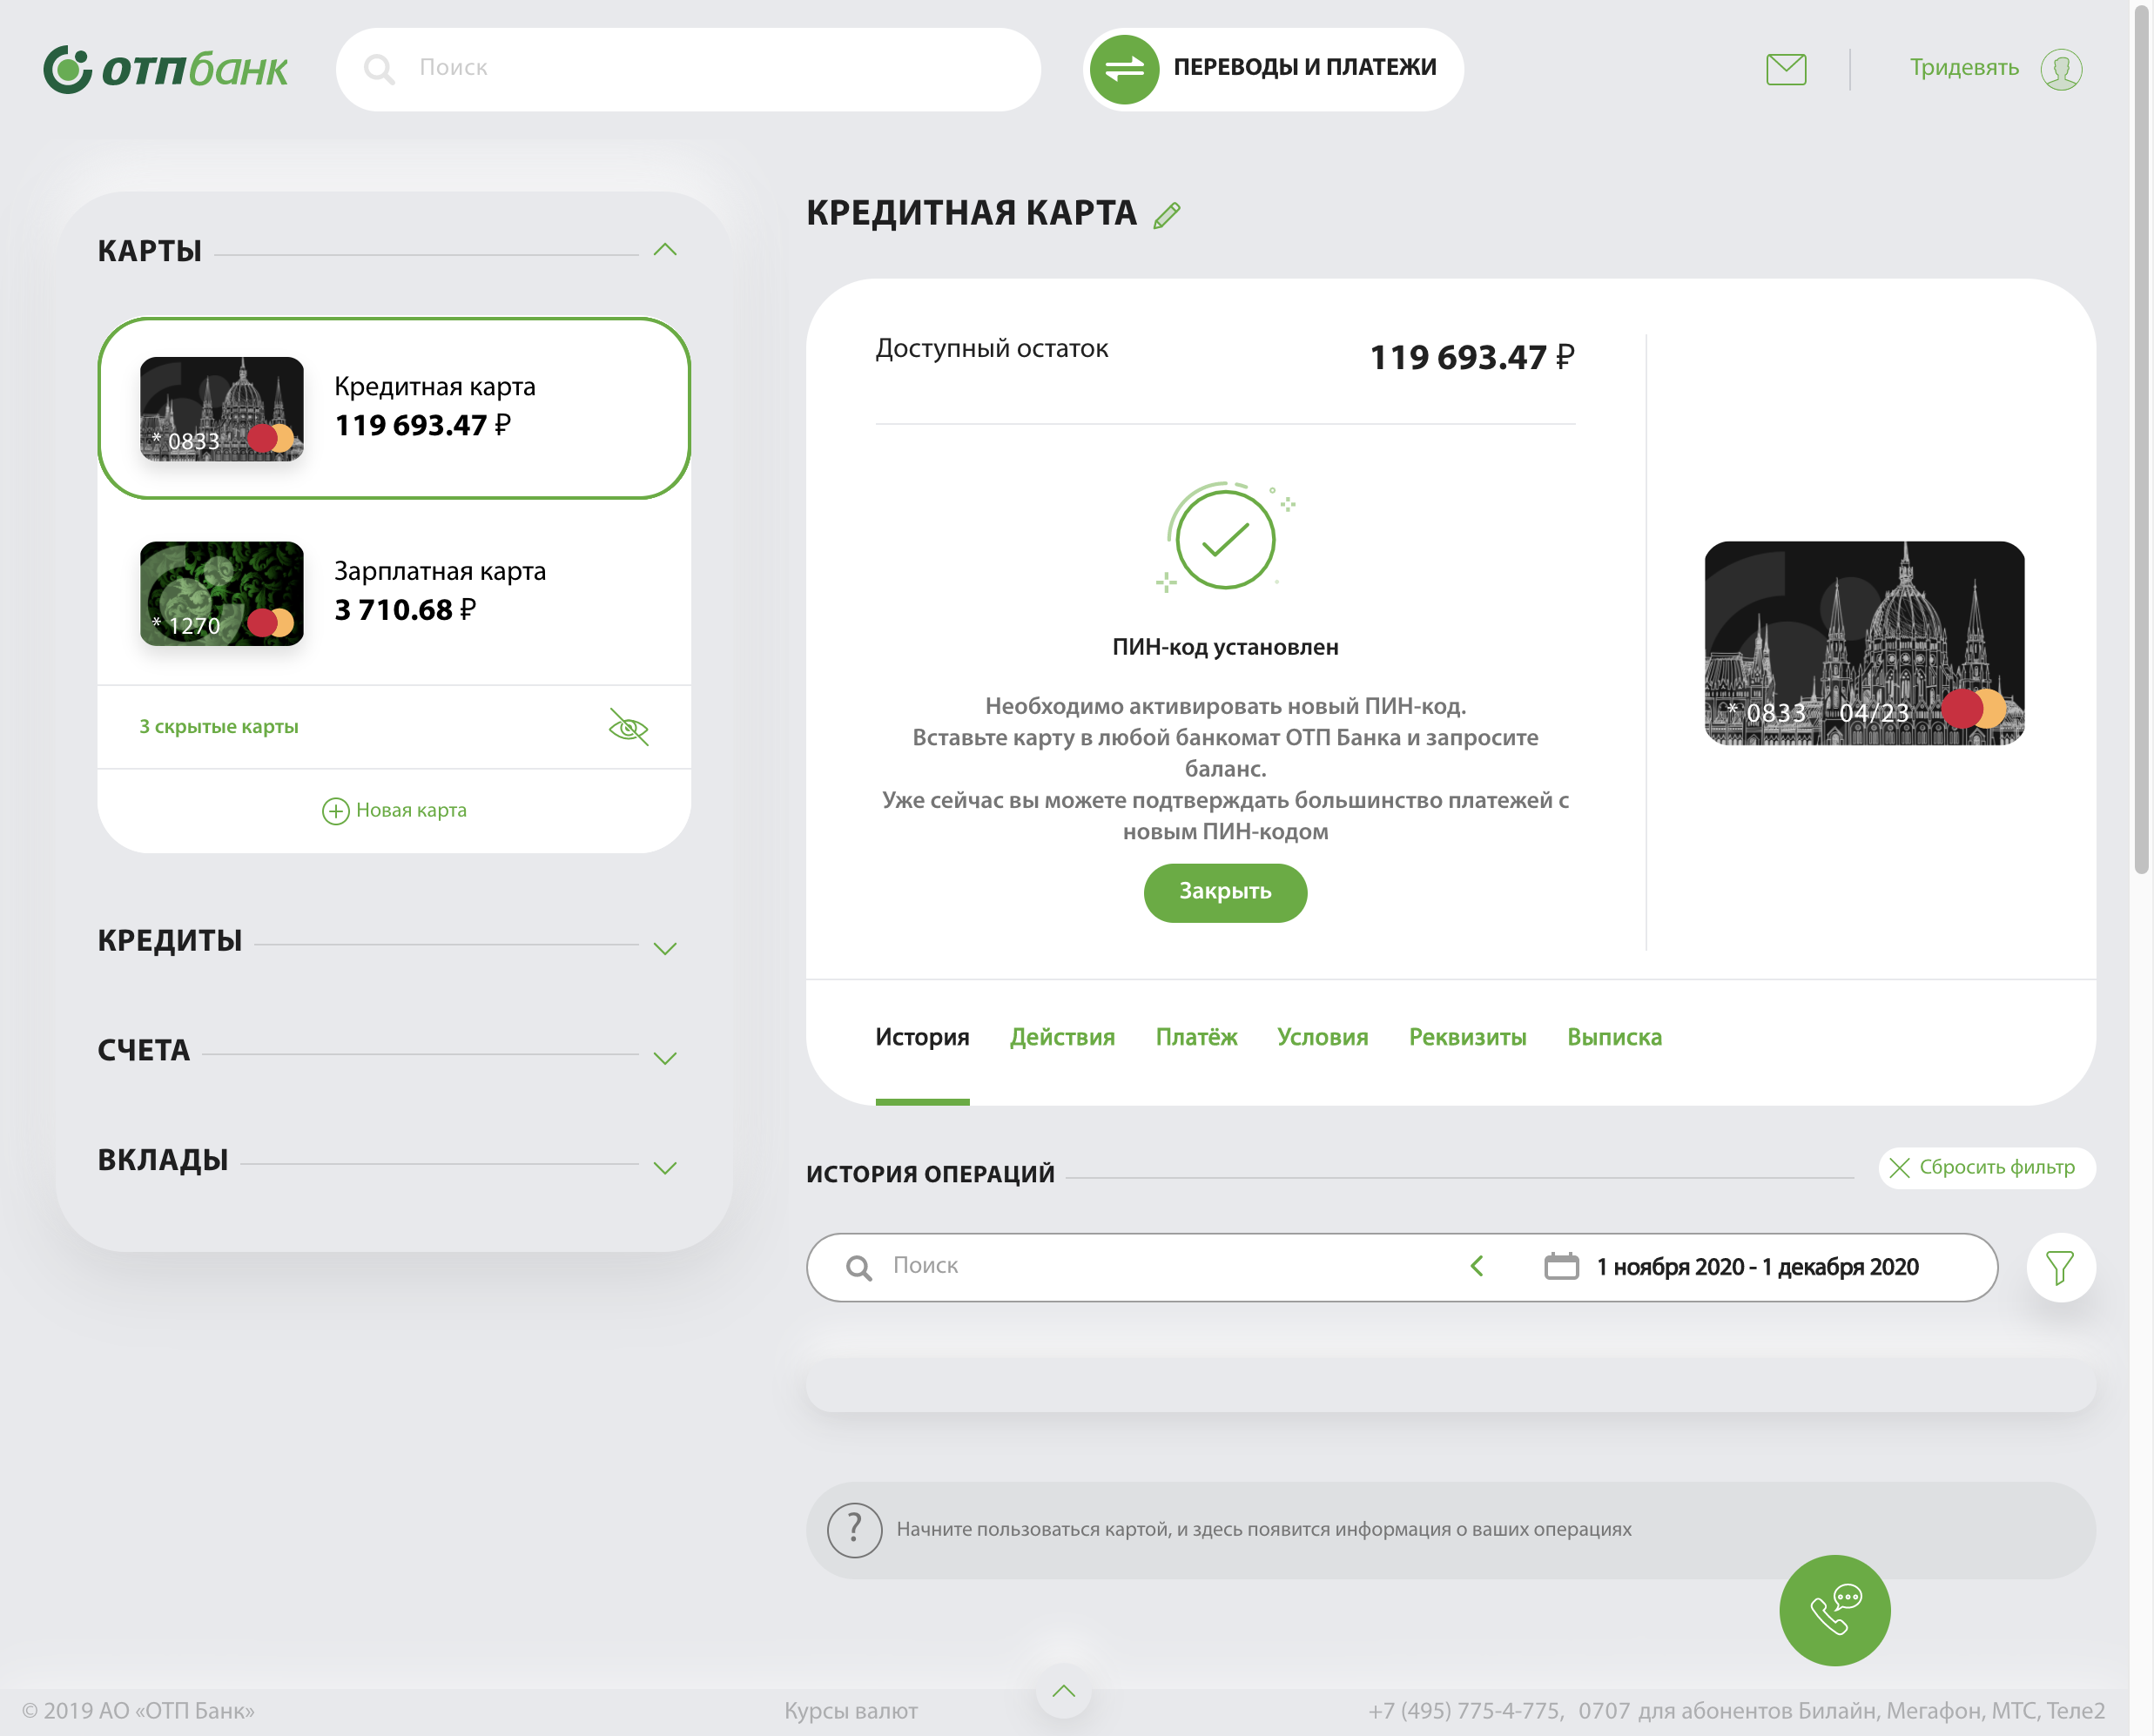 отпбанк
Поиск
ПЕРЕВОДЫ И ПЛАТЕЖИ
Тридевять
КАРТЫ
* 0833
Кредитная карта
119 693.47 ₽
* 1270
Зарплатная карта
3 710.68 ₽
3 скрытые карты
Новая карта
КРЕДИТЫ
СЧЕТА
ВКЛАДЫ
КРЕДИТНАЯ КАРТА
Доступный остаток
119 693.47 ₽
ПИН-код установлен
Необходимо активировать новый ПИН-код.
Вставьте карту в любой банкомат ОТП Банка и запросите
баланс.
Уже сейчас вы можете подтверждать большинство платежей с
новым ПИН-кодом
Закрыть
* 0833 04/23
История Действия Платёж Условия Реквизиты Выписка
ИСТОРИЯ ОПЕРАЦИЙ
Сбросить фильтр
Поиск
1 ноября 2020 - 1 декабря 2020
? Начните пользоваться картой, и здесь появится информация о ваших операциях
© 2019 АО «ОТП Банк»
Курсы валют
+7 (495) 775-4-775, 0707 для абонентов Билайн, Мегафон, МТС, Теле2